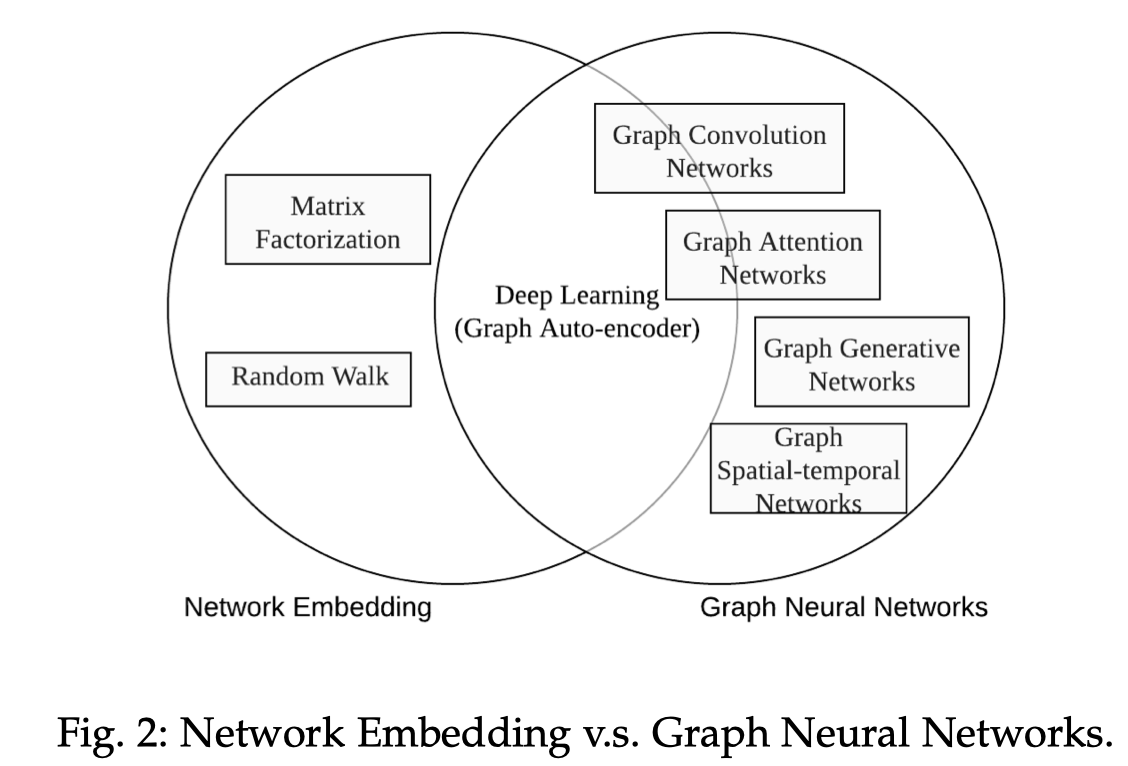 Matrix
Factorization
Random Walk
Deep Learning
(Graph Auto-encoder)
Graph Convolution
Networks
Graph Attention
Networks
Graph Generative
Networks
Graph
Spatial-temporal
Networks
Network Embedding
Graph Neural Networks
Fig. 2: Network Embedding v.s. Graph Neural Networks.